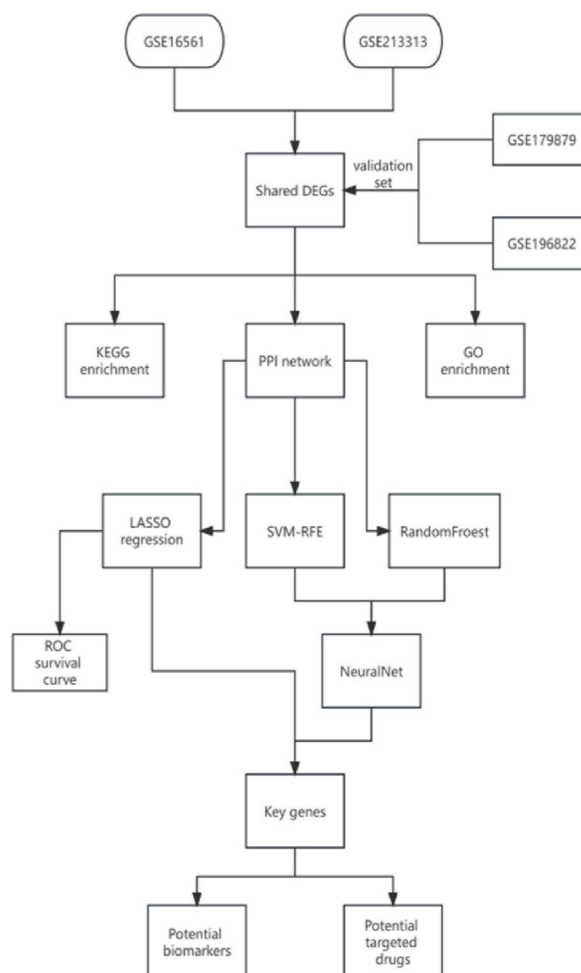 GSE16561
GSE213313
GSE179879
validation
set
Shared DEGs
GSE196822
KEGG
enrichment
PPI network
GO
enrichment
LASSO
regression
SVM-RFE
RandomFroest
ROC
survival
curve
NeuralNet
Key genes
Potential
biomarkers
Potential
targeted
drugs